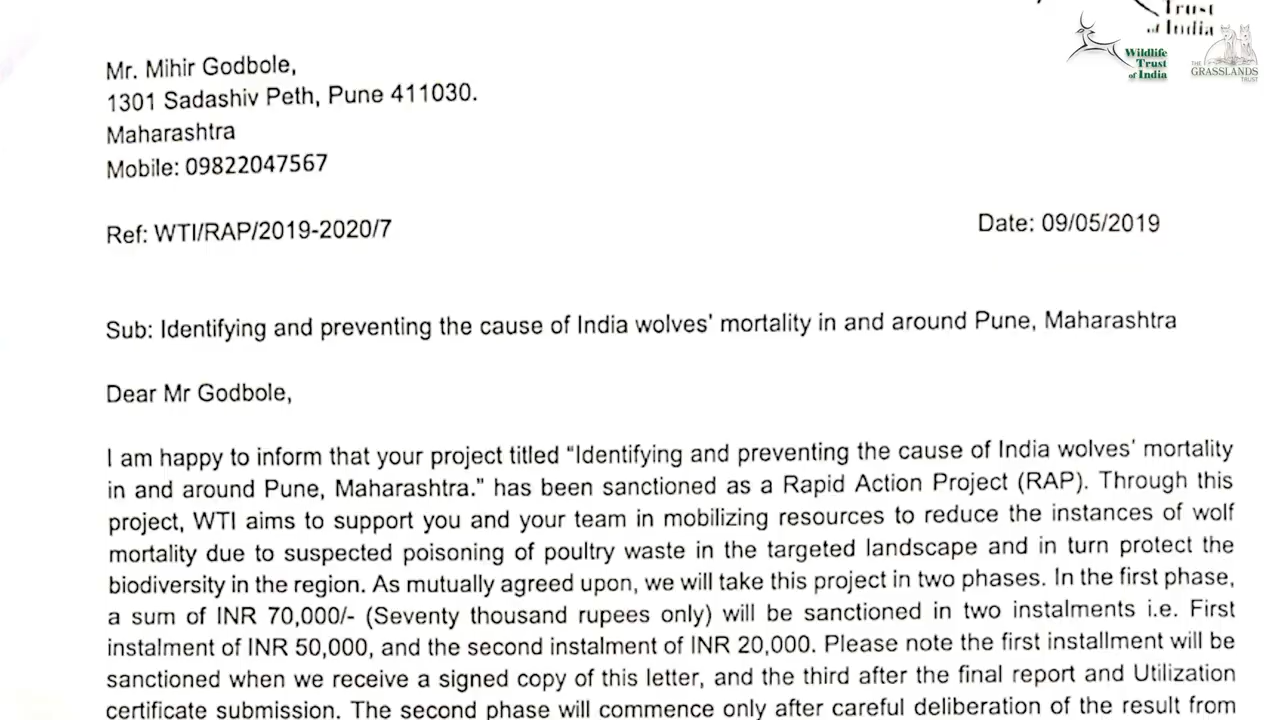 Trust
of India
Wildlife
Trust
of India
THE
GRASSLANDS
TRUST
Mr. Mihir Godbole,
1301 Sadashiv Peth, Pune 411030.
Maharashtra
Mobile: 09822047567
Ref: WTI/RAP/2019-2020/7
Date: 09/05/2019
Sub: Identifying and preventing the cause of India wolves' mortality in and around Pune, Maharashtra
Dear Mr Godbole,
I am happy to inform that your project titled "Identifying and preventing the cause of India wolves' mortality
in and around Pune, Maharashtra." has been sanctioned as a Rapid Action Project (RAP). Through this
project, WTI aims to support you and your team in mobilizing resources to reduce the instances of wolf
mortality due to suspected poisoning of poultry waste in the targeted landscape and in turn protect the
biodiversity in the region. As mutually agreed upon, we will take this project in two phases. In the first phase,
a sum of INR 70,000/- (Seventy thousand rupees only) will be sanctioned in two instalments i.e. First
instalment of INR 50,000, and the second instalment of INR 20,000. Please note the first installment will be
sanctioned when we receive a signed copy of this letter, and the third after the final report and Utilization
certificate submission. The second phase will commence only after careful deliberation of the result from